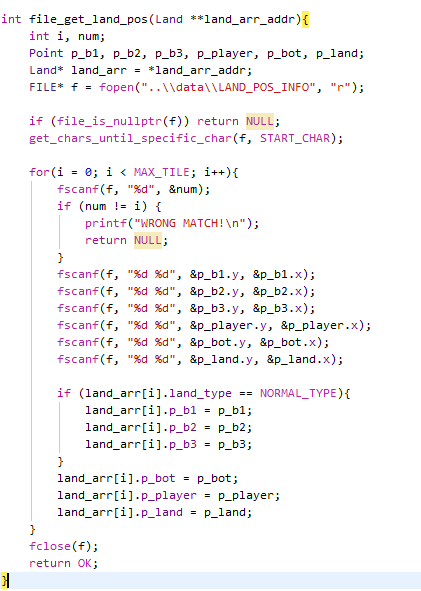 int file_get_land_pos(Land **land_arr_addr){
    int i, num;
    Point p_b1, p_b2, p_b3, p_player, p_bot, p_land;
    Land* land_arr = *land_arr_addr;
    FILE* f = fopen("..\\data\\LAND_POS_INFO", "r");

    if (file_is_nullptr(f)) return NULL;
    get_chars_until_specific_char(f, START_CHAR);

    for(i = 0; i < MAX_TILE; i++){
        fscanf(f, "%d", &num);
        if (num != i) {
            printf("WRONG MATCH!\n");
            return NULL;
        }
        fscanf(f, "%d %d", &p_b1.y, &p_b1.x);
        fscanf(f, "%d %d", &p_b2.y, &p_b2.x);
        fscanf(f, "%d %d", &p_b3.y, &p_b3.x);
        fscanf(f, "%d %d", &p_player.y, &p_player.x);
        fscanf(f, "%d %d", &p_bot.y, &p_bot.x);
        fscanf(f, "%d %d", &p_land.y, &p_land.x);

        if (land_arr[i].land_type == NORMAL_TYPE){
            land_arr[i].p_b1 = p_b1;
            land_arr[i].p_b2 = p_b2;
            land_arr[i].p_b3 = p_b3;
        }
        land_arr[i].p_bot = p_bot;
        land_arr[i].p_player = p_player;
        land_arr[i].p_land = p_land;
    }
    fclose(f);
    return OK;
}